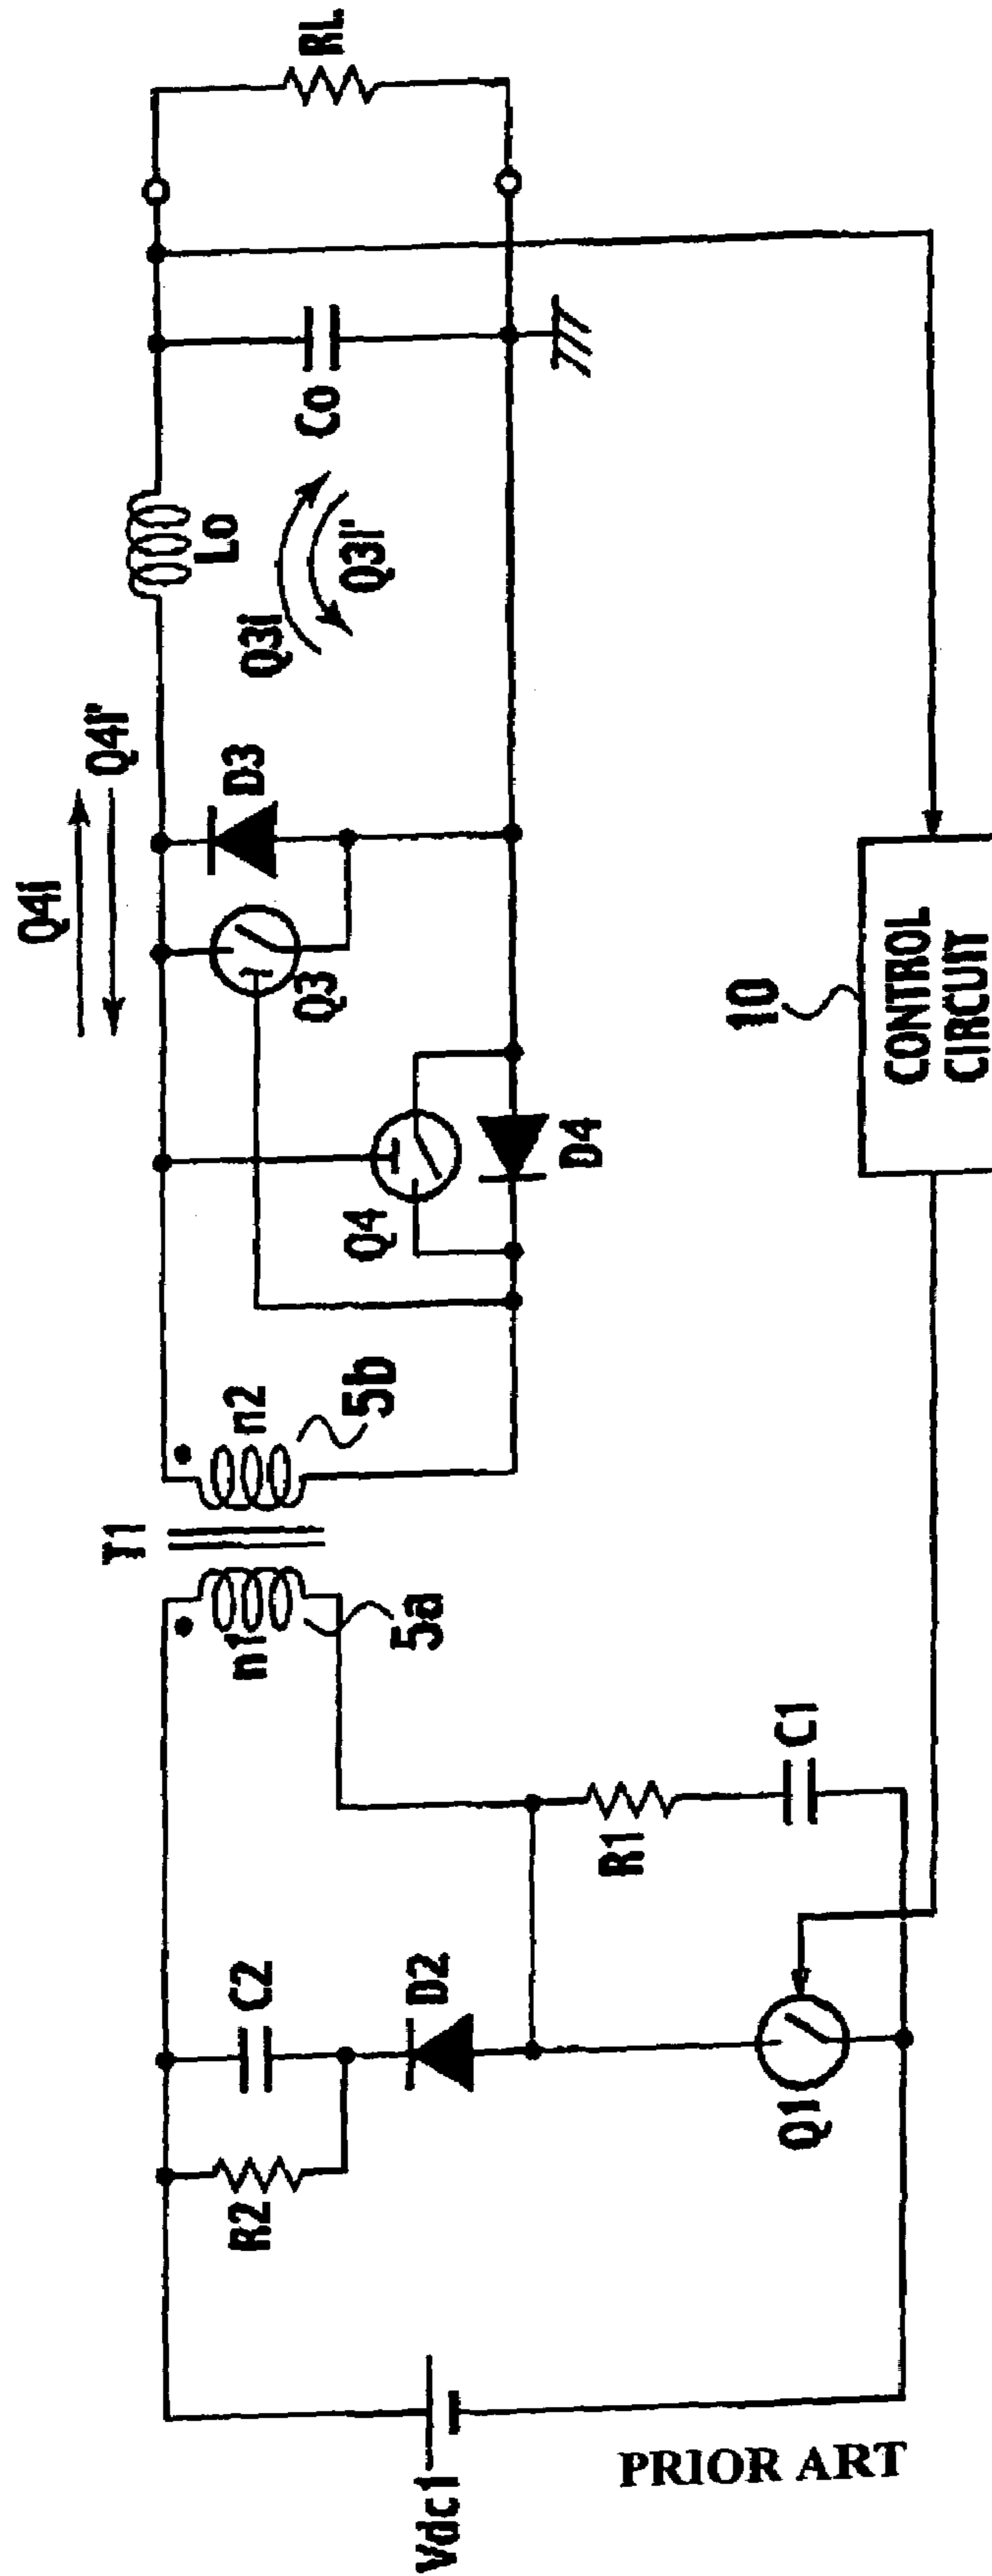 Vdc1
R2
C2
D2
Q1
R1
C1
n1
5a
T1
n2
5b
Q4
D4
Q3
D3
Q4i
Q4i'
Q3i
Q3i'
Lo
Co
RL
10
CONTROL
CIRCUIT
PRIOR ART